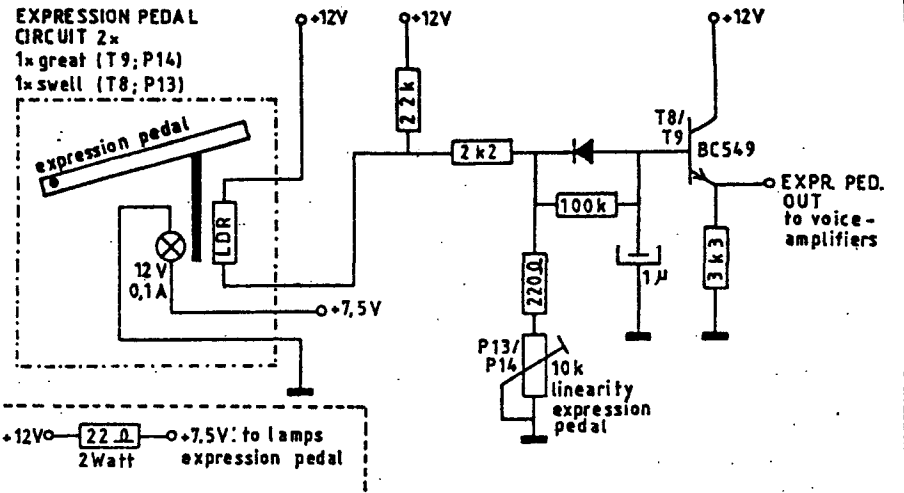 EXPRESSION PEDAL
CIRCUIT 2x
1x great (T9; P14)
1x swell (T8; P13)
+12V
+12V
+12V
expression pedal
22k
T8/
T9
BC549
2k2
EXPR. PED.
OUT
to voice-
amplifiers
LDR
100k
12V
0,1A
220Ω
1µ
3k3
+7,5V
P13/
P14
10k
linearity
expression
pedal
+12V
22 Ω
+7,5V: to lamps
2Watt
expression pedal